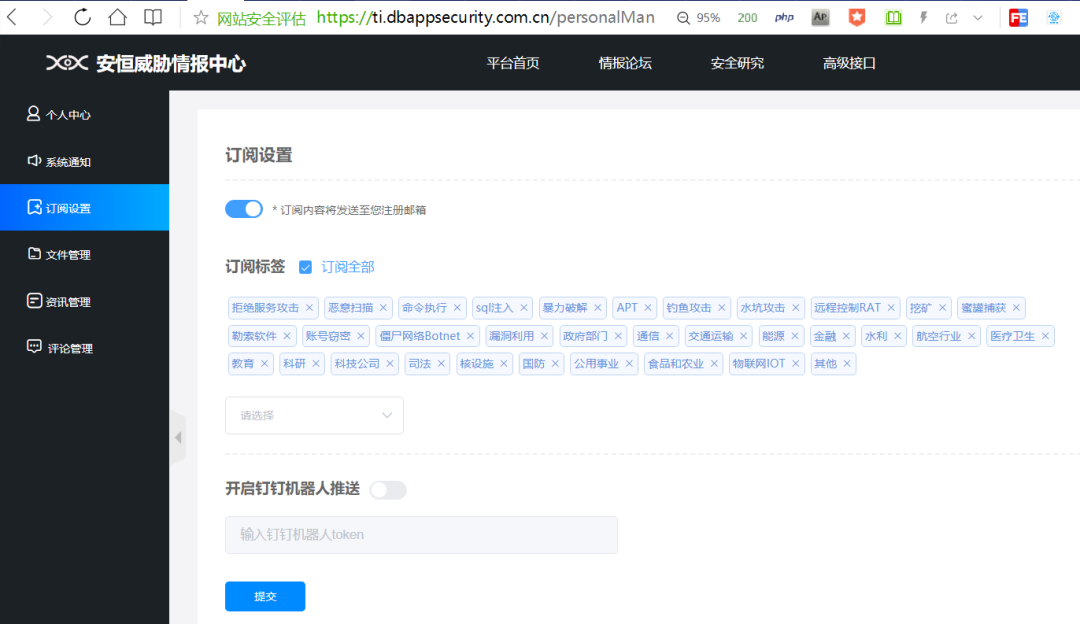 网站安全评估 https://ti.dbappsecurity.com.cn/personalMan 95% 200 php AP FE
安恒威胁情报中心 平台首页 情报论坛 安全研究 高级接口
个人中心
系统通知
订阅设置
文件管理
资讯管理
评论管理
订阅设置
* 订阅内容将发送至您注册邮箱
订阅标签 订阅全部
拒绝服务攻击 × 恶意扫描 × 命令执行 × sql注入 × 暴力破解 × APT × 钓鱼攻击 × 水坑攻击 × 远程控制RAT × 挖矿 × 蜜罐捕获 ×
勒索软件 × 账号窃密 × 僵尸网络Botnet × 漏洞利用 × 政府部门 × 通信 × 交通运输 × 能源 × 金融 × 水利 × 航空行业 × 医疗卫生 ×
教育 × 科研 × 科技公司 × 司法 × 核设施 × 国防 × 公用事业 × 食品和农业 × 物联网IOT × 其他 ×
请选择
开启钉钉机器人推送
输入钉钉机器人token
提交